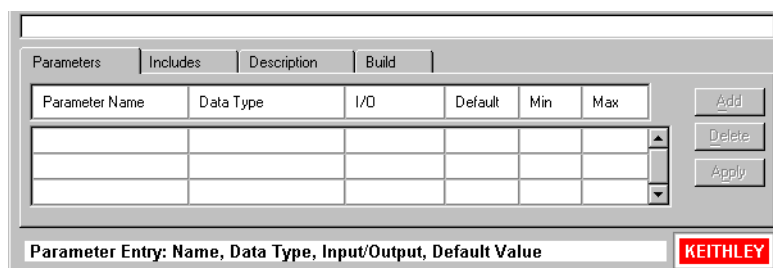 Parameters Includes Description Build
Parameter Name Data Type I/O Default Min Max Add
Delete
Apply
Parameter Entry: Name, Data Type, Input/Output, Default Value KEITHLEY